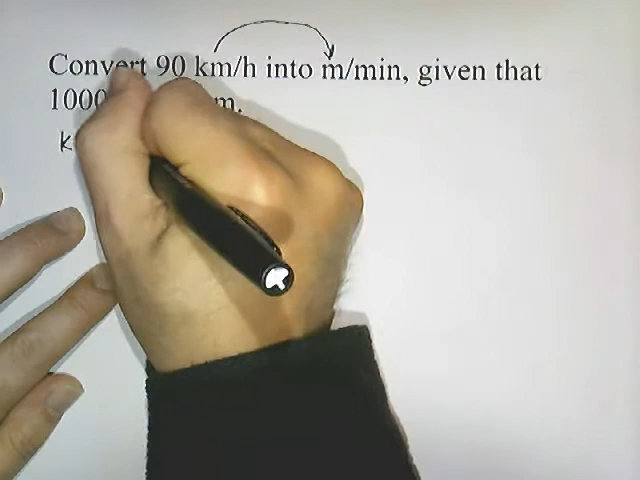 Convert 90 km/h into m/min, given that
1000 m.
k